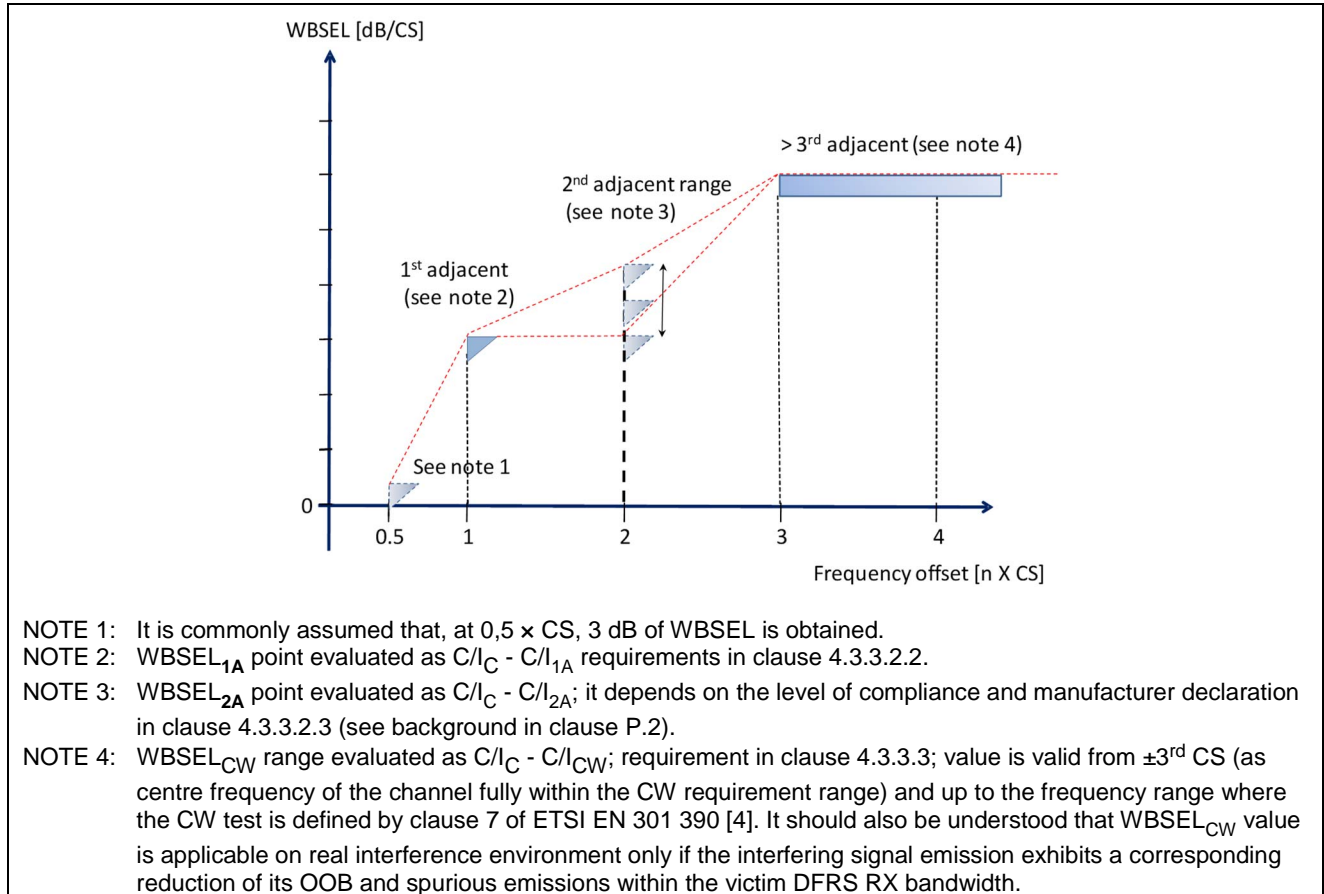 WBSEL [dB/CS]
> 3rd adjacent (see note 4)
2nd adjacent range
(see note 3)
1st adjacent
(see note 2)
See note 1
0
0.5 1 2 3 4
Frequency offset [n X CS]
NOTE 1: It is commonly assumed that, at 0,5 × CS, 3 dB of WBSEL is obtained.
NOTE 2: WBSEL1A point evaluated as C/IC - C/I1A requirements in clause 4.3.3.2.2.
NOTE 3: WBSEL2A point evaluated as C/IC - C/I2A; it depends on the level of compliance and manufacturer declaration
in clause 4.3.3.2.3 (see background in clause P.2).
NOTE 4: WBSELCW range evaluated as C/IC - C/ICW; requirement in clause 4.3.3.3; value is valid from ±3rd CS (as
centre frequency of the channel fully within the CW requirement range) and up to the frequency range where
the CW test is defined by clause 7 of ETSI EN 301 390 [4]. It should also be understood that WBSELCW value
is applicable on real interference environment only if the interfering signal emission exhibits a corresponding
reduction of its OOB and spurious emissions within the victim DFRS RX bandwidth.